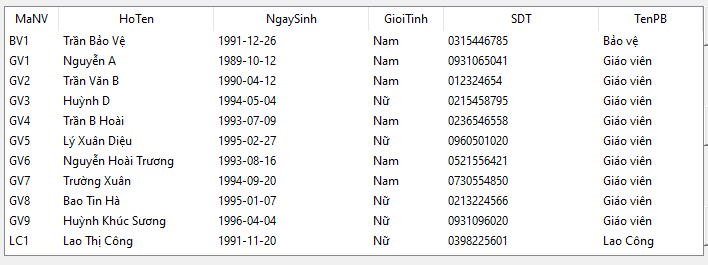 MaNV HoTen NgaySinh GioiTinh SDT TenPB
BV1 Trần Bảo Vệ 1991-12-26 Nam 0315446785 Bảo vệ
GV1 Nguyễn A 1989-10-12 Nam 0931065041 Giáo viên
GV2 Trần Văn B 1990-04-12 Nam 012324654 Giáo viên
GV3 Huỳnh D 1994-05-04 Nữ 0215458795 Giáo viên
GV4 Trần B Hoài 1993-07-09 Nam 0236546558 Giáo viên
GV5 Lý Xuân Diệu 1995-02-27 Nữ 0960501020 Giáo viên
GV6 Nguyễn Hoài Trương 1993-08-16 Nam 0521556421 Giáo viên
GV7 Trường Xuân 1994-09-20 Nam 0730554850 Giáo viên
GV8 Bao Tin Hà 1995-01-07 Nữ 0213224566 Giáo viên
GV9 Huỳnh Khúc Sương 1996-04-04 Nữ 0931096020 Giáo viên
LC1 Lao Thị Công 1991-11-20 Nữ 0398225601 Lao Công